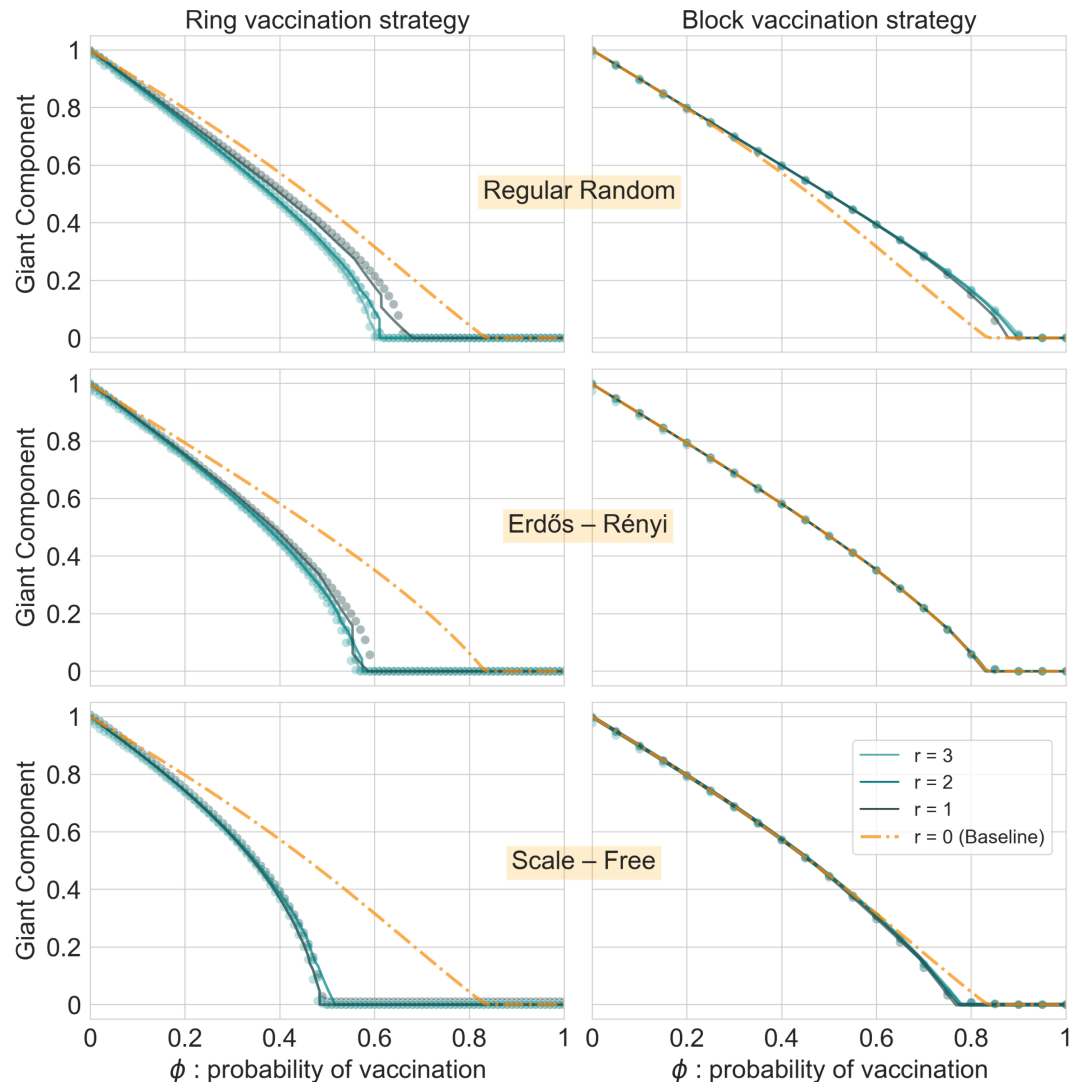 Ring vaccination strategy
Block vaccination strategy
Giant Component
1
0.8
0.6
0.4
0.2
0
Regular Random
Giant Component
1
0.8
0.6
0.4
0.2
0
Erdős – Rényi
Giant Component
1
0.8
0.6
0.4
0.2
0
Scale – Free
r = 3
r = 2
r = 1
r = 0 (Baseline)
0 0.2 0.4 0.6 0.8 1
0 0.2 0.4 0.6 0.8 1
ϕ : probability of vaccination
ϕ : probability of vaccination